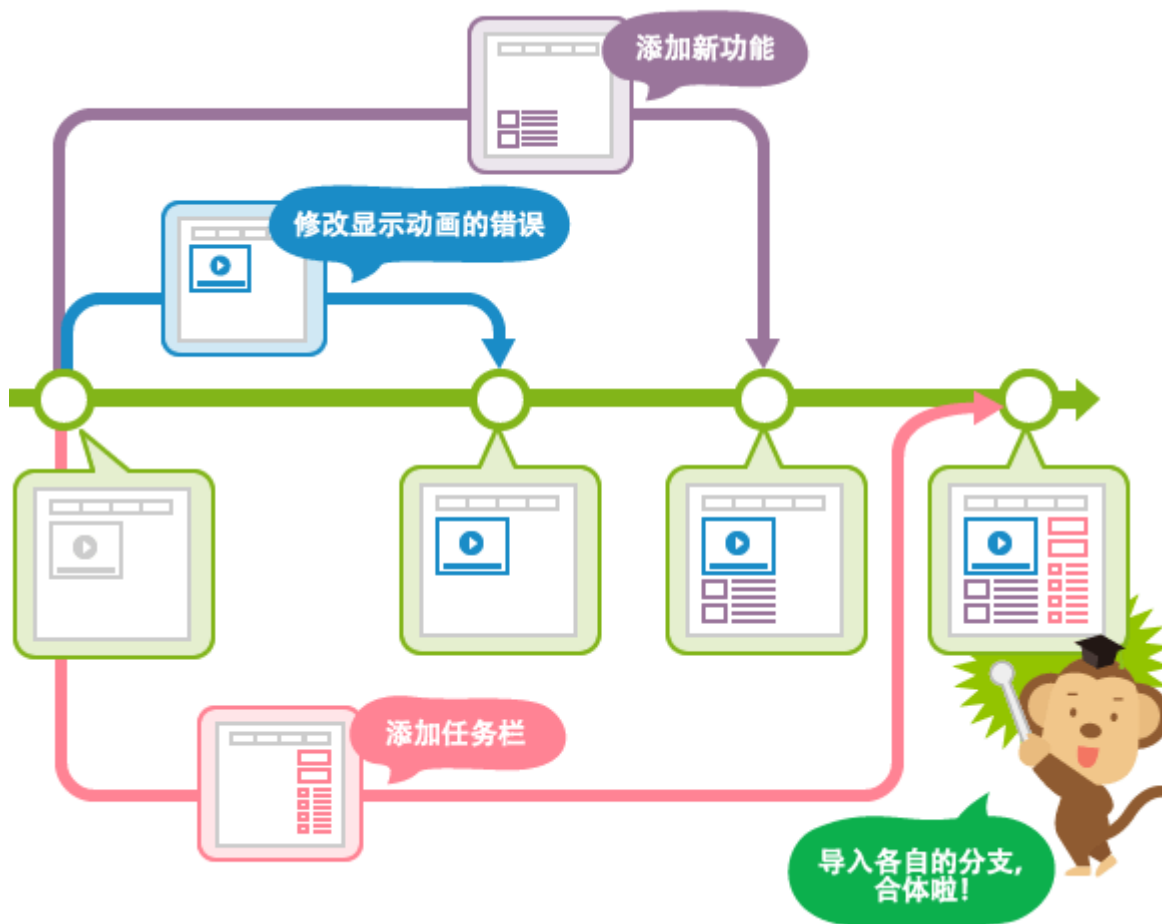 添加新功能
修改显示动画的错误
添加任务栏
导入各自的分支,
合体啦!